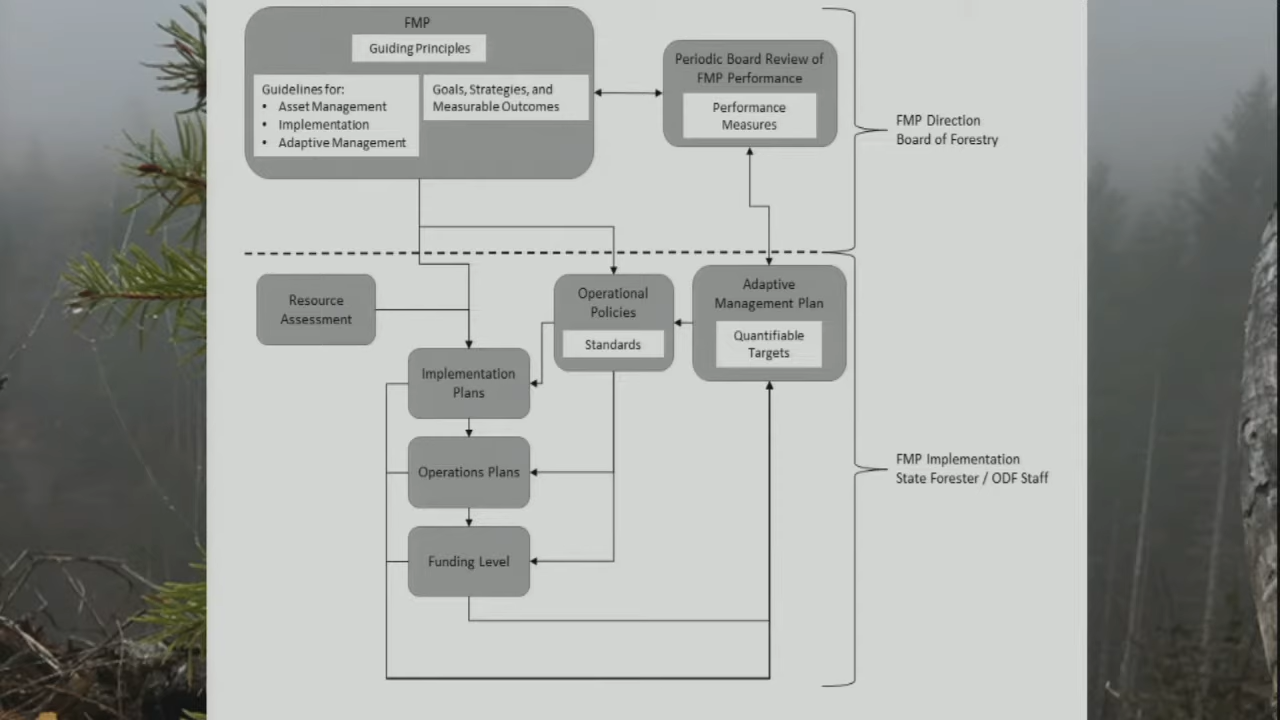 FMP
Guiding Principles
Guidelines for:
• Asset Management
• Implementation
• Adaptive Management
Goals, Strategies, and
Measurable Outcomes
Periodic Board Review of
FMP Performance
Performance
Measures
FMP Direction
Board of Forestry
Resource
Assessment
Operational
Policies
Standards
Adaptive
Management Plan
Quantifiable
Targets
Implementation
Plans
Operations Plans
Funding Level
FMP Implementation
State Forester / ODF Staff